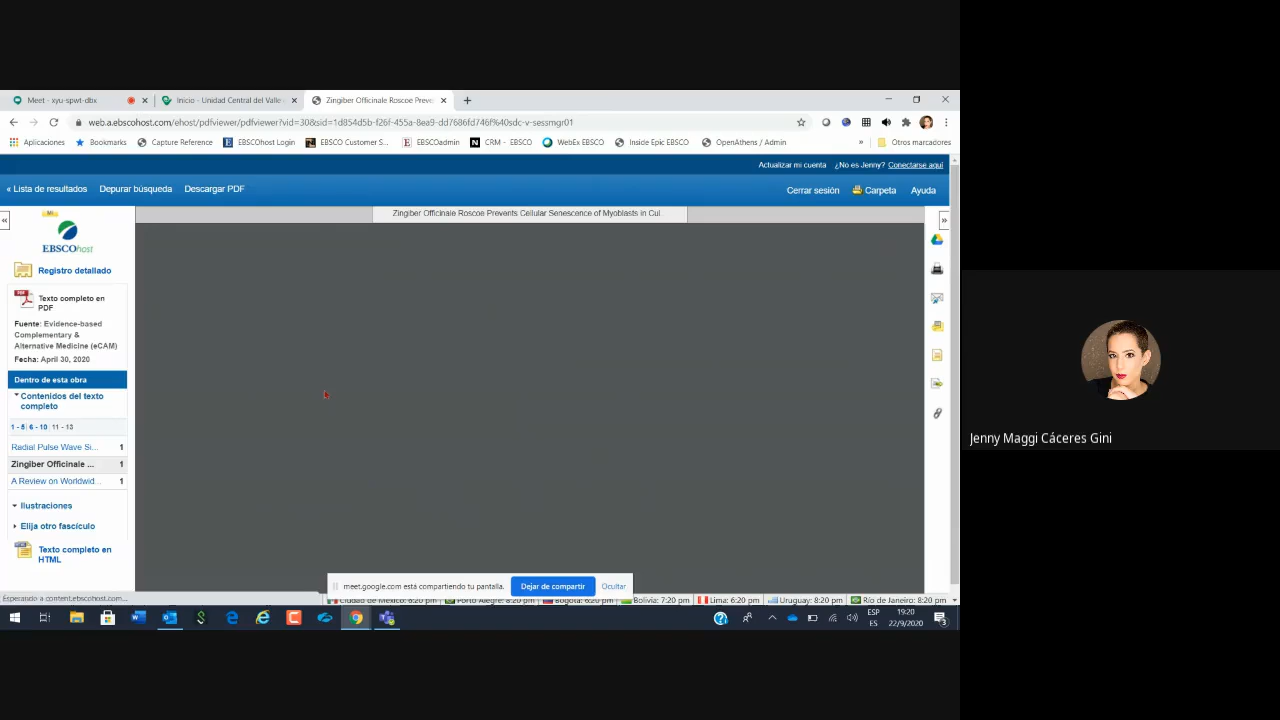 Meet - xyu-spwt-dbx
Inicio - Unidad Central del Valle
Zingiber Officinale Roscoe Preve
web.a.ebscohost.com/ehost/pdfviewer/pdfviewer?vid=30&sid=1d854d5b-f26f-455a-8ea9-dd7686fd746f%40sdc-v-sessmgr01
Aplicaciones Bookmarks Capture Reference EBSCOhost Login EBSCO Customer S... EBSCOadmin CRM - EBSCO WebEx EBSCO Inside Epic EBSCO OpenAthens / Admin » Otros marcadores
Actualizar mi cuenta ¿No es Jenny? Conectarse aquí
« Lista de resultados Depurar búsqueda Descargar PDF Cerrar sesión Carpeta Ayuda
Zingiber Officinale Roscoe Prevents Cellular Senescence of Myoblasts in Cul
EBSCOhost
Registro detallado
Texto completo en
PDF
Fuente: Evidence-based
Complementary &
Alternative Medicine (eCAM)
Fecha: April 30, 2020
Dentro de esta obra
Contenidos del texto
completo
1 - 5| 6 - 10| 11 - 13
Radial Pulse Wave Si... 1
Zingiber Officinale ... 1
A Review on Worldwid... 1
Ilustraciones
Elija otro fascículo
Texto completo en
HTML
Jenny Maggi Cáceres Gini
meet.google.com está compartiendo tu pantalla. Dejar de compartir Ocultar
Esperando a content.ebscohost.com...
Ciudad de México: 6:20 pm Porto Alegre: 8:20 pm Bogotá: 6:20 pm Bolivia: 7:20 pm Lima: 6:20 pm Uruguay: 8:20 pm Río de Janeiro: 8:20 pm
ESP
ES
19:20
22/9/2020
3